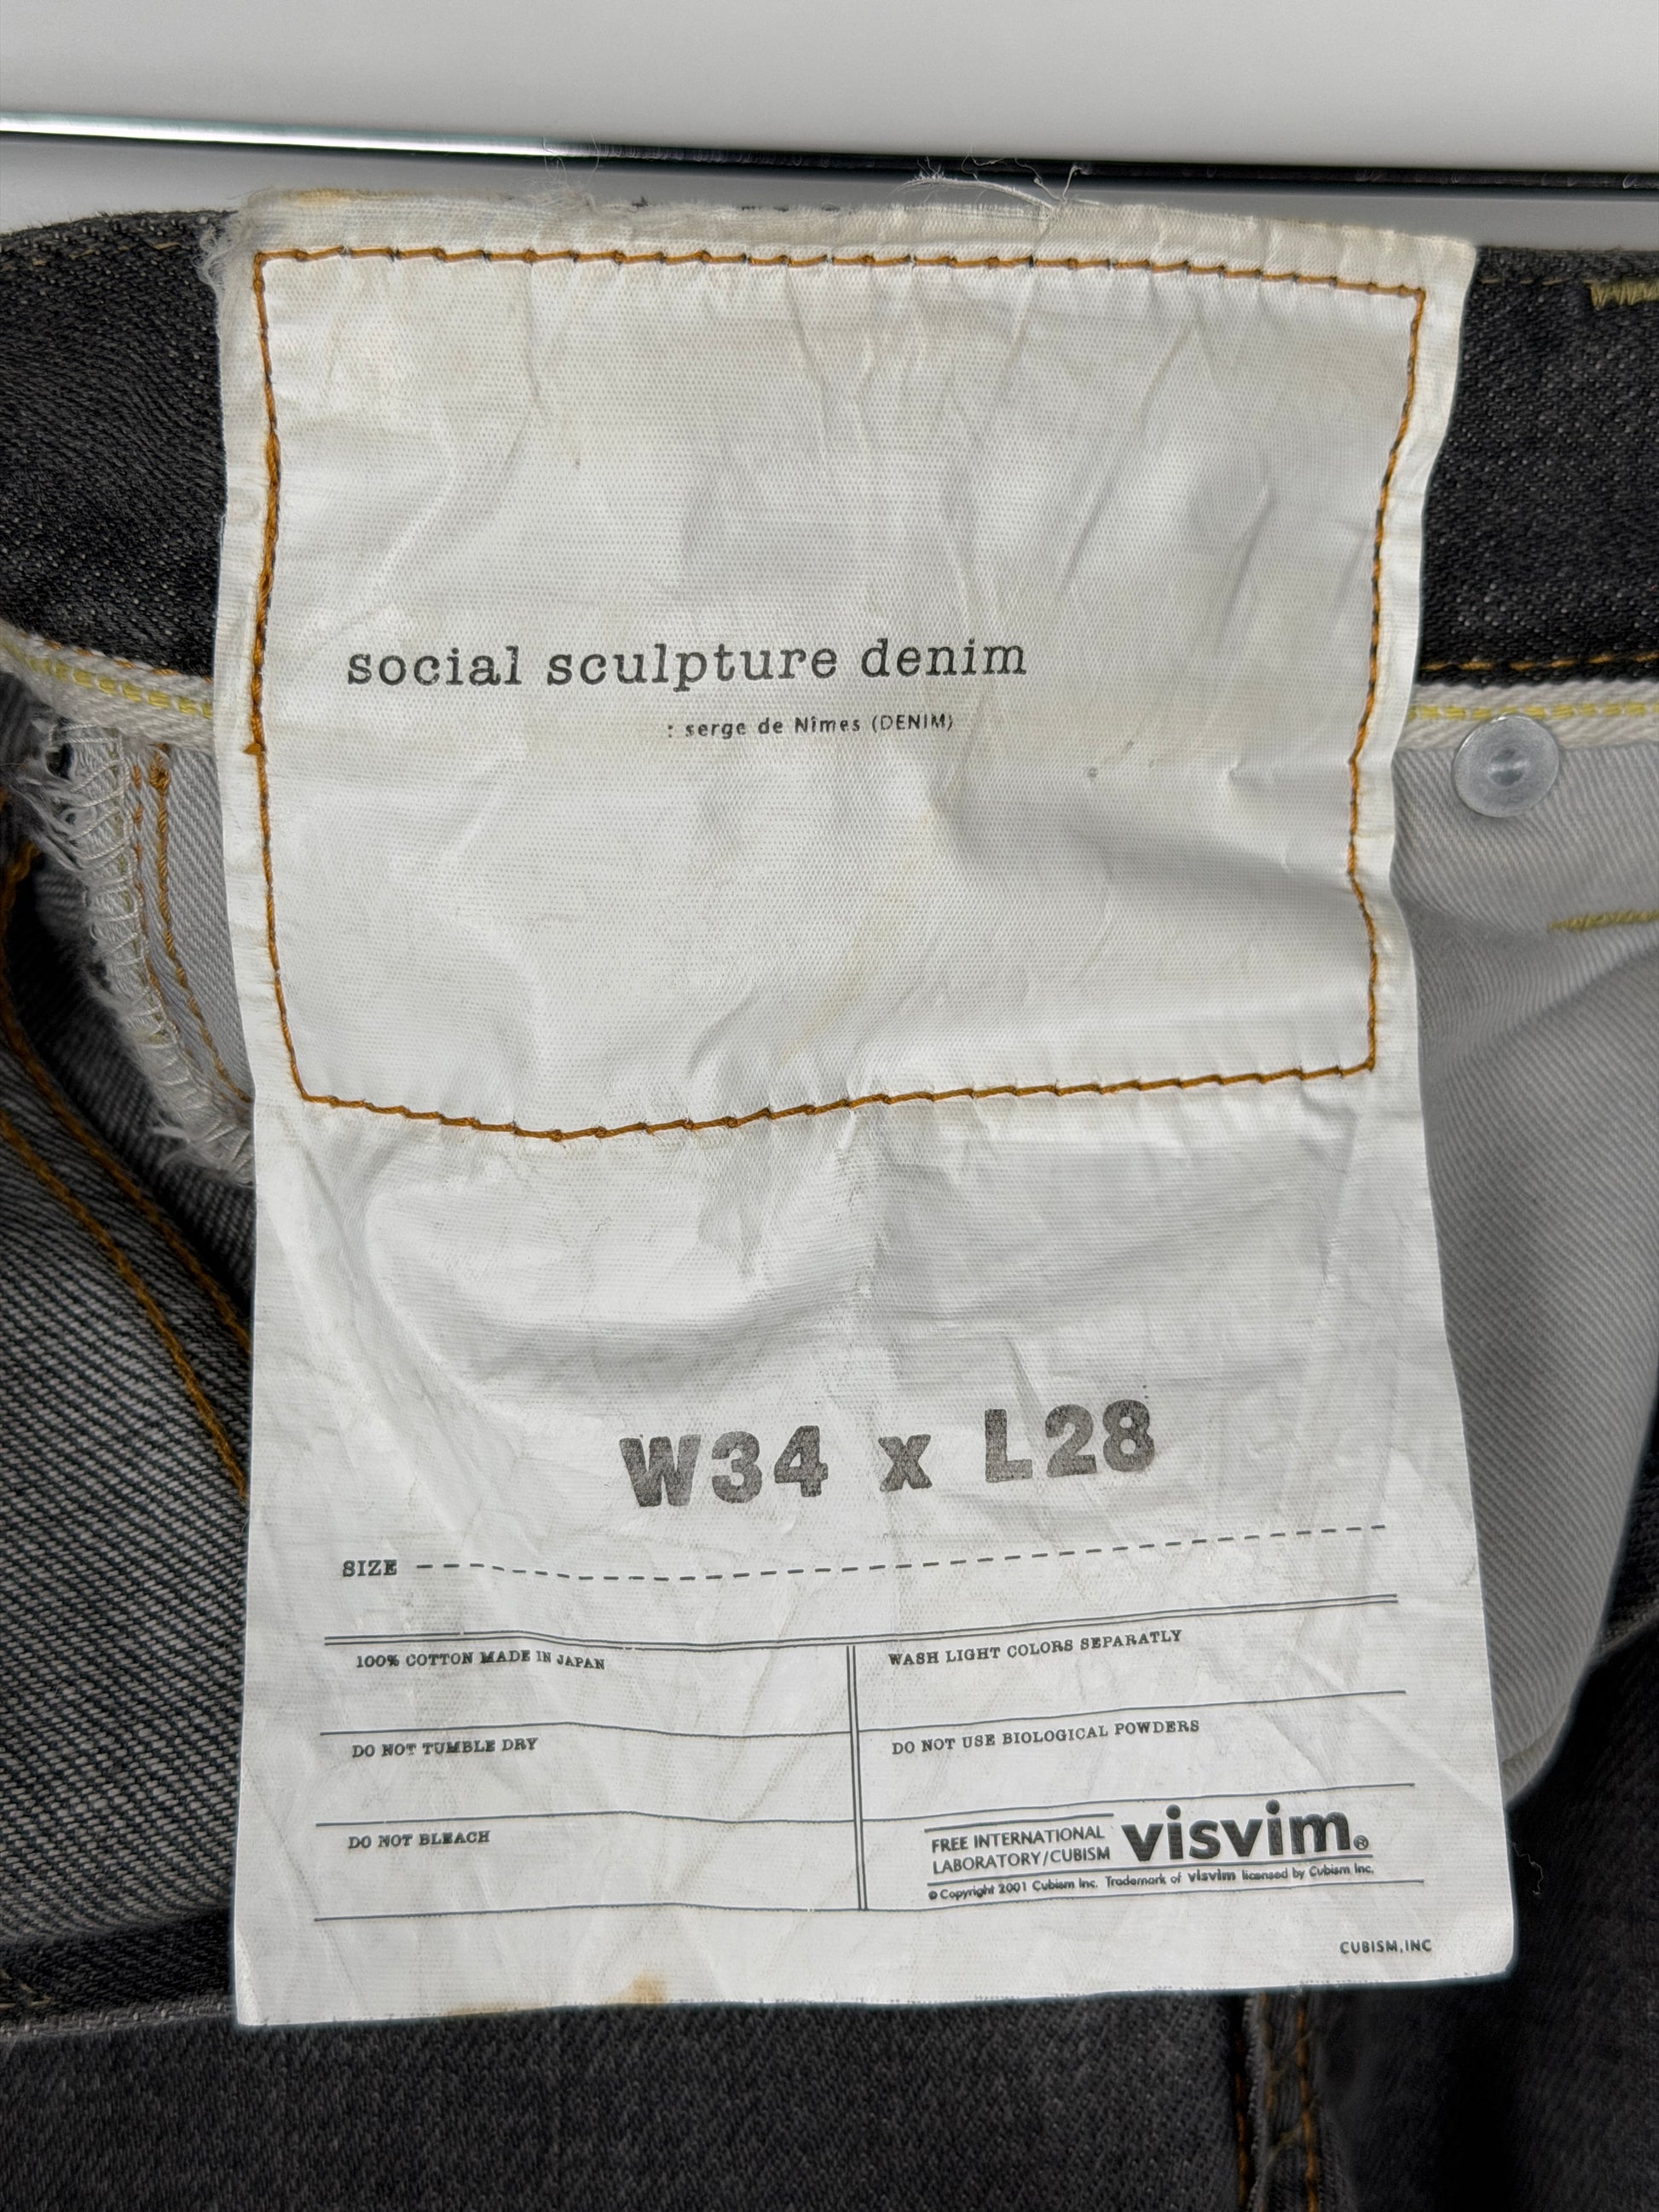 social sculpture denim
: serge de Nîmes (DENIM)
W34 x L28
SIZE
100% COTTON MADE IN JAPAN
WASH LIGHT COLORS SEPARATLY
DO NOT TUMBLE DRY
DO NOT USE BIOLOGICAL POWDERS
DO NOT BLEACH
FREE INTERNATIONAL
LABORATORY/CUBISM
visvim®
© Copyright 2001 Cubism Inc. Trademark of visvim licensed by Cubism Inc.
CUBISM,INC